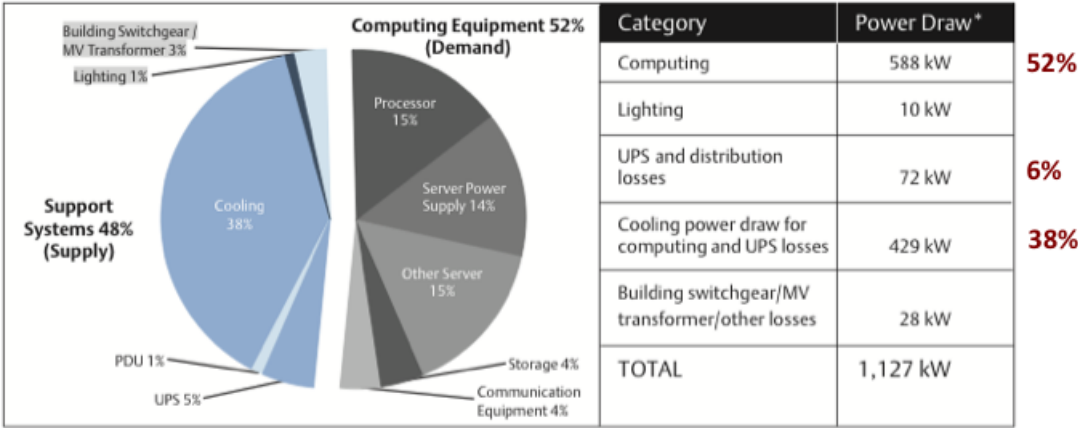 Building Switchgear /
MV Transformer 3%
Lighting 1%
Computing Equipment 52%
(Demand)
Processor
15%
Server Power
Supply 14%
Other Server
15%
Storage 4%
Communication
Equipment 4%
Cooling
38%
Support
Systems 48%
(Supply)
PDU 1%
UPS 5%
Category Power Draw*
Computing 588 kW 52%
Lighting 10 kW
UPS and distribution
losses 72 kW 6%
Cooling power draw for
computing and UPS losses 429 kW 38%
Building switchgear/MV
transformer/other losses 28 kW
TOTAL 1,127 kW